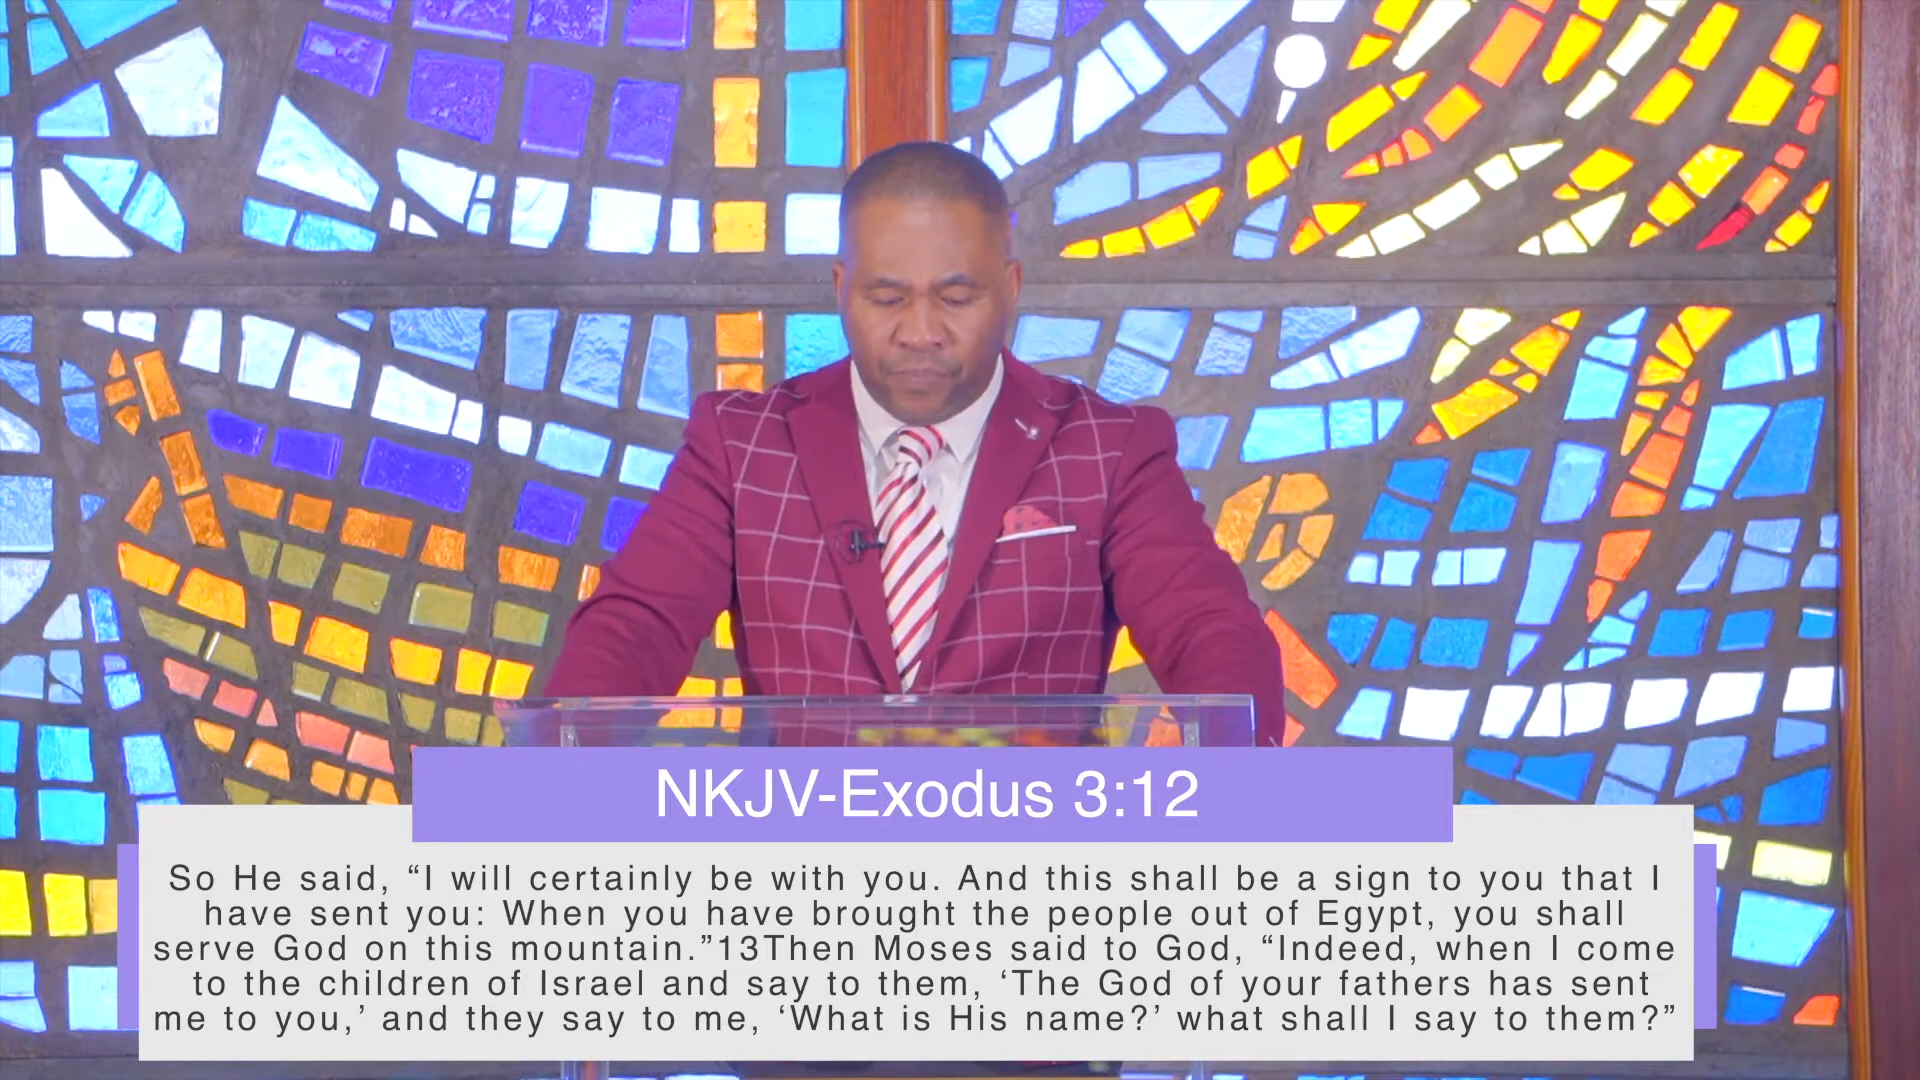 NKJV-Exodus 3:12
So He said, “I will certainly be with you. And this shall be a sign to you that I
have sent you: When you have brought the people out of Egypt, you shall
serve God on this mountain.”13Then Moses said to God, “Indeed, when I come
to the children of Israel and say to them, ‘The God of your fathers has sent
me to you,’ and they say to me, ‘What is His name?’ what shall I say to them?”